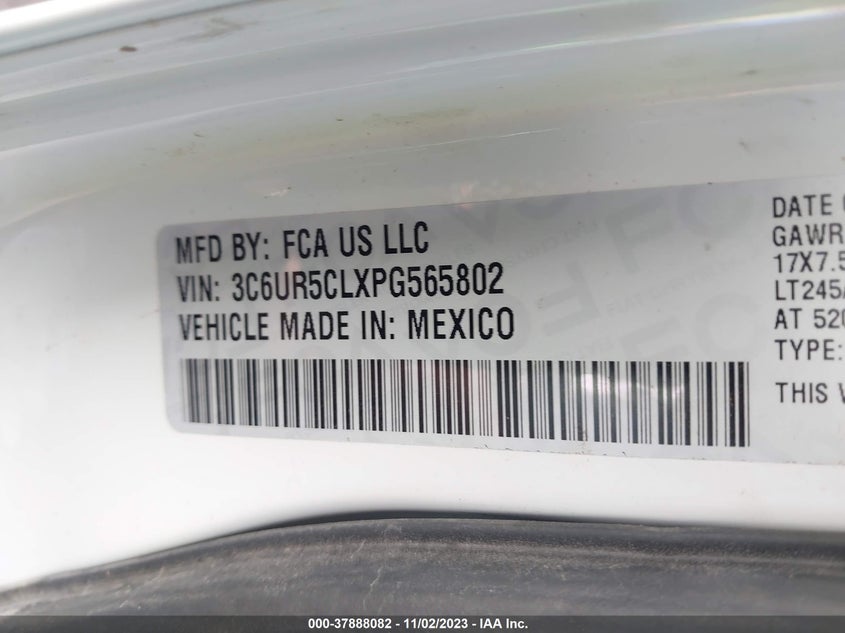 MFD BY: FCA US LLC
VIN: 3C6UR5CLXPG565802
VEHICLE MADE IN: MEXICO
DATE
GAWR
17X7.5
LT245
AT 520
TYPE:
THIS
000-37888082 - 11/02/2023 - IAA Inc.